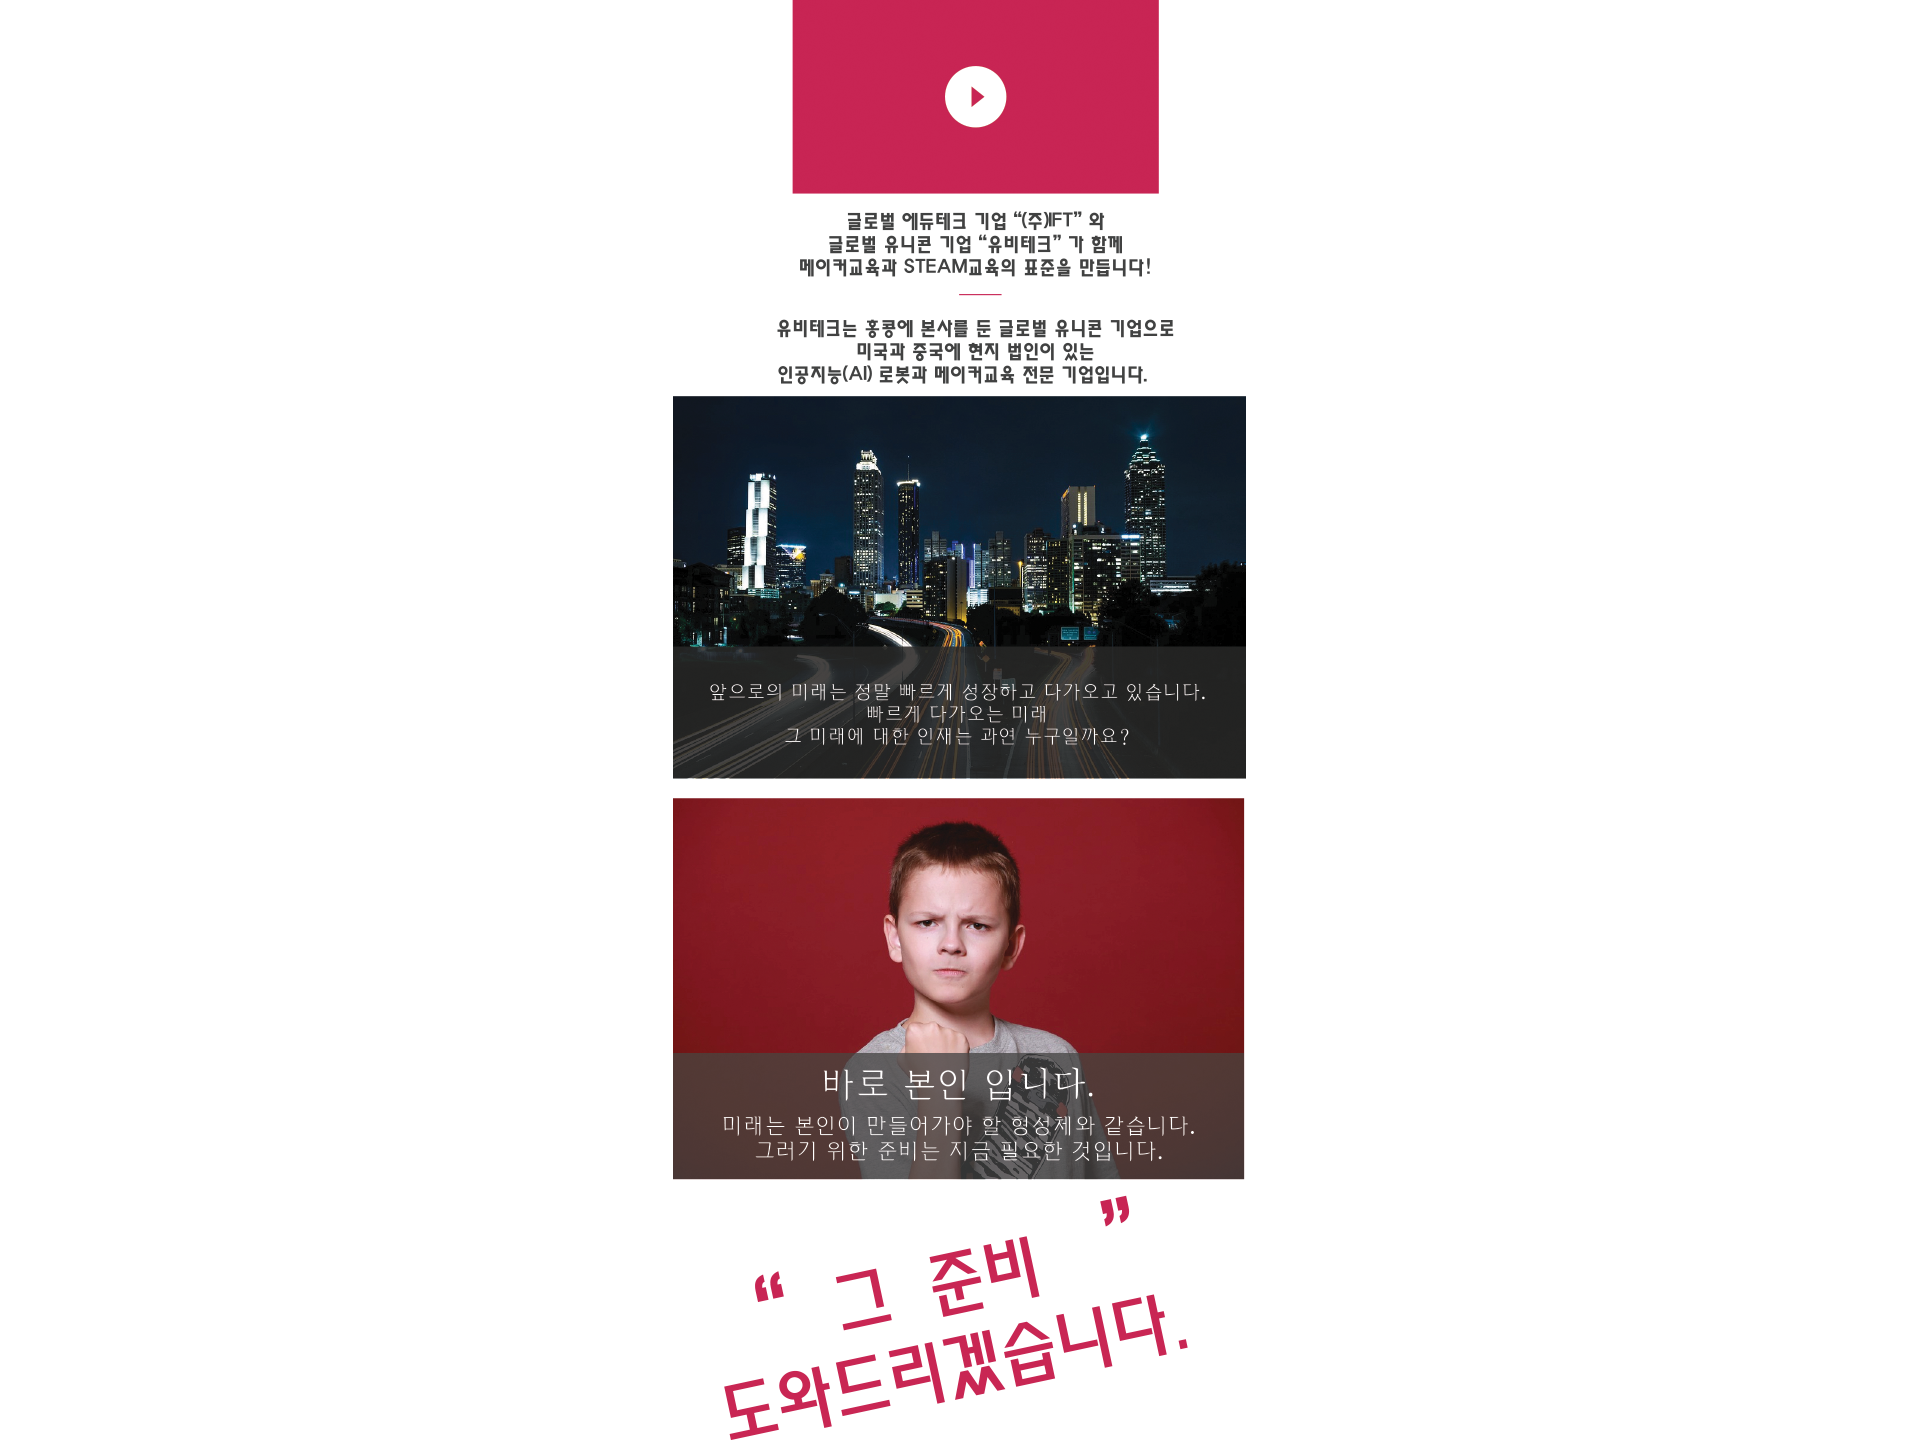 글로벌 에듀테크 기업 “(주)IFT” 와
글로벌 유니콘 기업 “유비테크” 가 함께
메이커교육과 STEAM교육의 표준을 만듭니다!
유비테크는 홍콩에 본사를 둔 글로벌 유니콘 기업으로
미국과 중국에 현지 법인이 있는
인공지능(AI) 로봇과 메이커교육 전문 기업입니다.
앞으로의 미래는 정말 빠르게 성장하고 다가오고 있습니다.
빠르게 다가오는 미래
그 미래에 대한 인재는 과연 누구일까요?
바로 본인 입니다.
미래는 본인이 만들어가야 할 형성체와 같습니다.
그러기 위한 준비는 지금 필요한 것입니다.
“ 그 준비 ”
도와드리겠습니다.